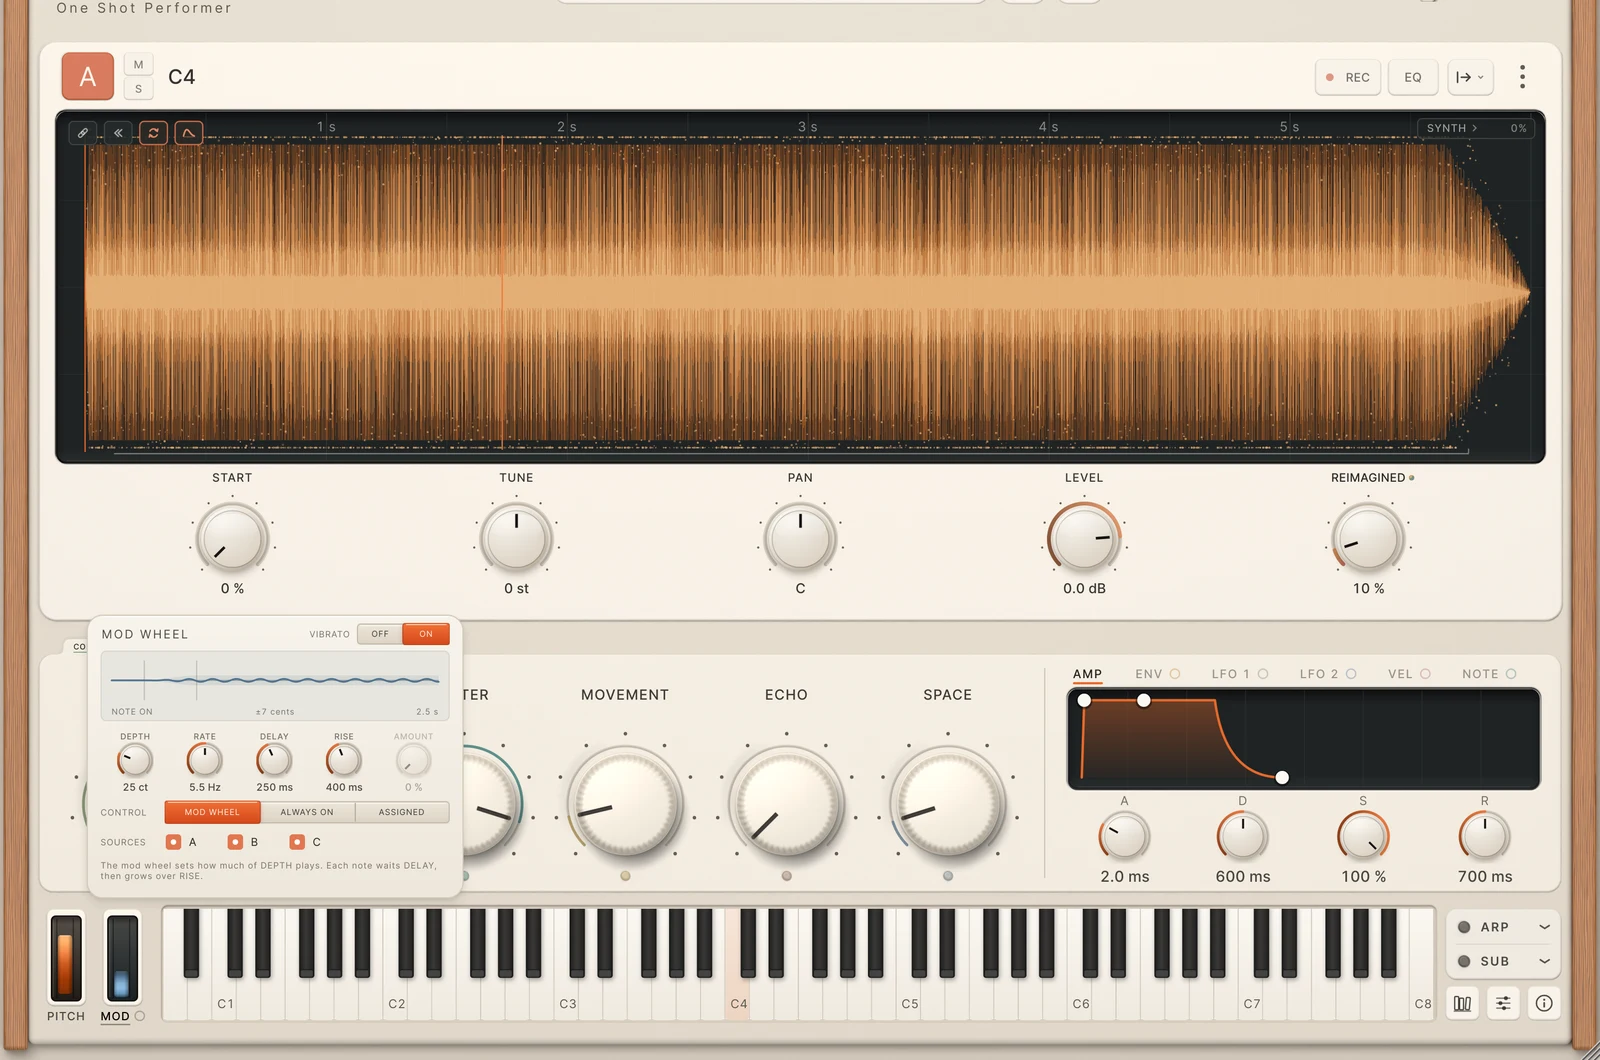 One Shot Performer
A
M
S
C4
REC
EQ
1 s
2 s
3 s
4 s
5 s
SYNTH
0%
START
TUNE
PAN
LEVEL
REIMAGINED
0 %
0 st
C
0.0 dB
10 %
MOD WHEEL
VIBRATO
OFF
ON
NOTE ON
±7 cents
2.5 s
DEPTH
RATE
DELAY
RISE
AMOUNT
25 ct
5.5 Hz
250 ms
400 ms
0 %
CONTROL
MOD WHEEL
ALWAYS ON
ASSIGNED
SOURCES
A
B
C
The mod wheel sets how much of DEPTH plays. Each note waits DELAY,
then grows over RISE.
MOVEMENT
ECHO
SPACE
AMP
ENV
LFO 1
LFO 2
VEL
NOTE
A
D
S
R
2.0 ms
600 ms
100 %
700 ms
PITCH
MOD
C1
C2
C3
C4
C5
C6
C7
C8
ARP
SUB